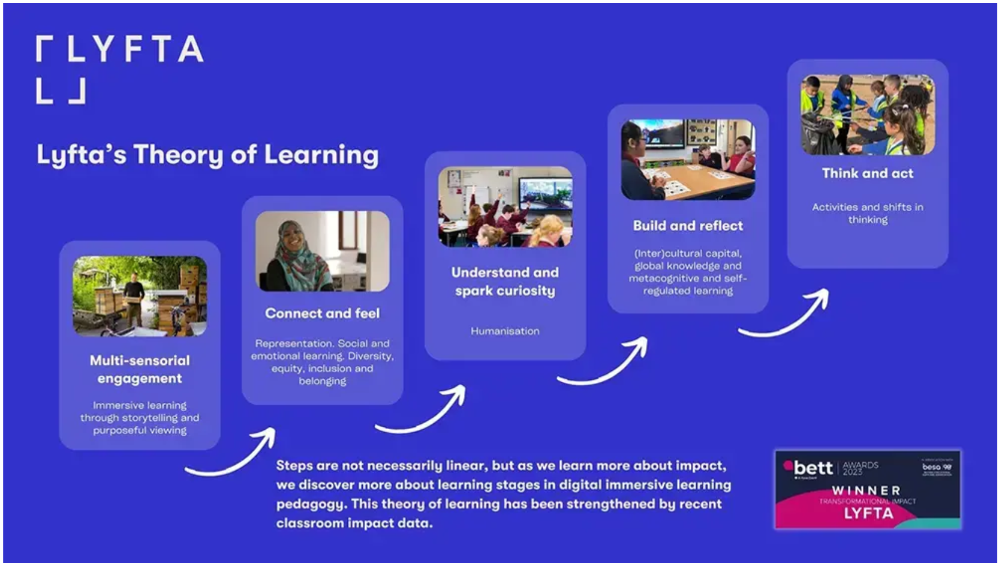 LYFTA
Lyfta's Theory of Learning
Multi-sensorial
engagement
Immersive learning
through storytelling and
purposeful viewing
Connect and feel
Representation. Social and
emotional learning. Diversity,
equity, inclusion and
belonging
Understand and
spark curiosity
Humanisation
Build and reflect
(Inter)cultural capital,
global knowledge and
metacognitive and self-
regulated learning
Think and act
Activities and shifts in
thinking
Steps are not necessarily linear, but as we learn more about impact,
we discover more about learning stages in digital immersive learning
pedagogy. This theory of learning has been strengthened by recent
classroom impact data.
bett AWARDS
2023
besa
WINNER
TRANSFORMATIONAL IMPACT
LYFTA